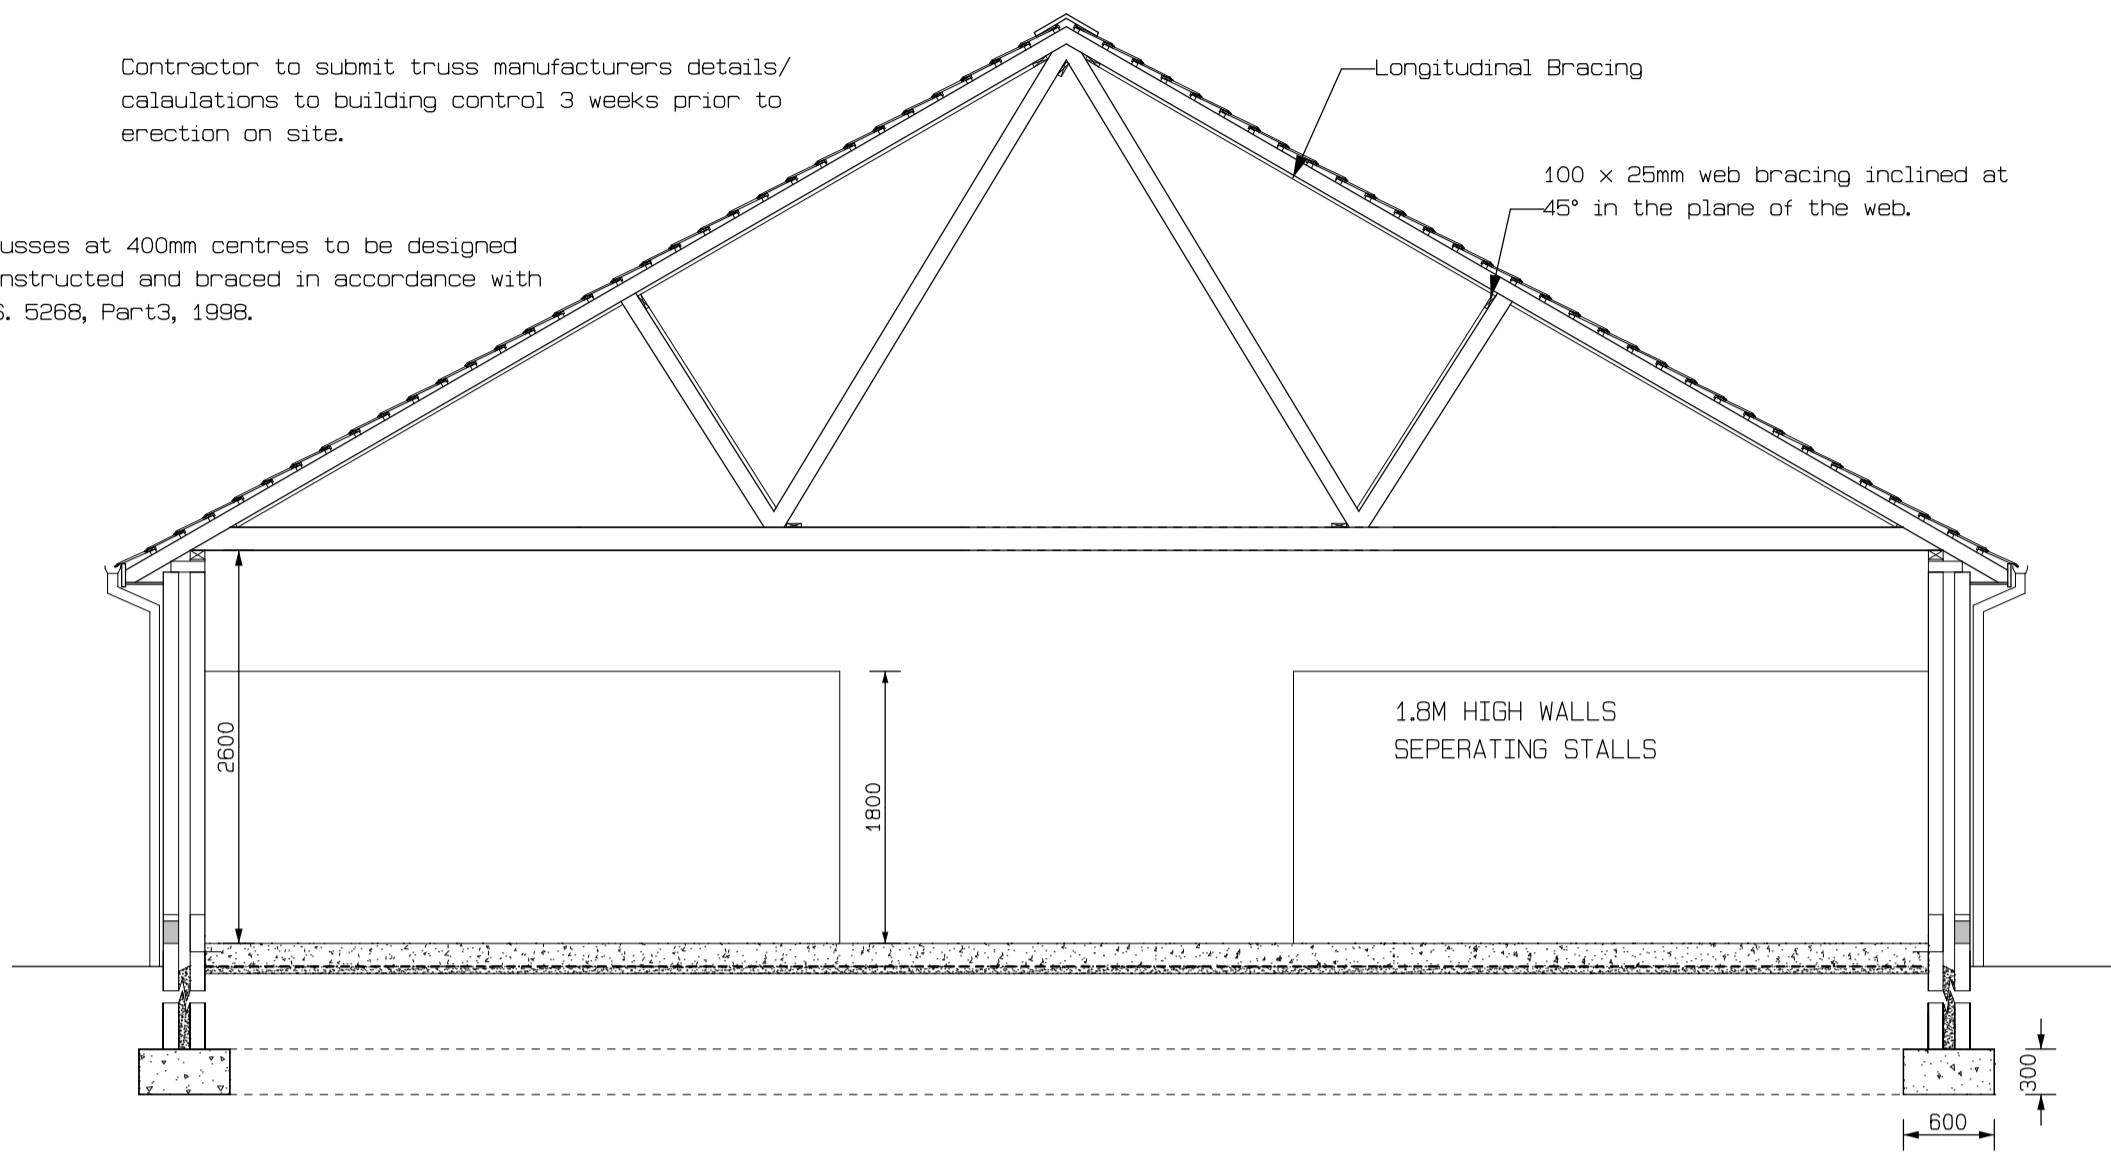 Contractor to submit truss manufacturers details/
calaulations to building control 3 weeks prior to
erection on site.
Longitudinal Bracing
100 x 25mm web bracing inclined at
45° in the plane of the web.
usses at 400mm centres to be designed
nstructed and braced in accordance with
S. 5268, Part3, 1998.
2600
1800
1.8M HIGH WALLS
SEPERATING STALLS
300
600